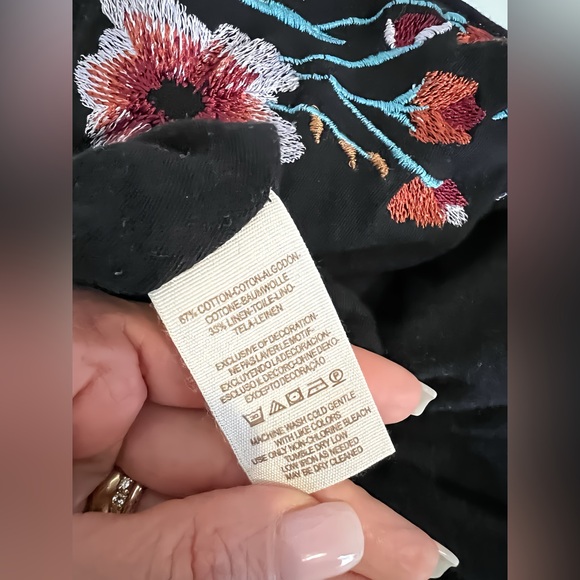 67% COTTON-COTON-ALGODÓN-
COTONE-BAUMWOLLE
33% LINEN-TOILE-LINO-
TELA-LEINEN
EXCLUSIVE OF DECORATION-
NE PAS LAVER LE MOTIF-
EXCLUYENDO LA DECORACION-
ESCLUSO IL DECORO-OHNE DEKO-
EXCEPTO DECORAÇÃO
MACHINE WASH COLD GENTLE
WITH LIKE COLORS
USE ONLY NON-CHLORINE BLEACH
TUMBLE DRY LOW
LOW IRON AS NEEDED
MAY BE DRY CLEANED